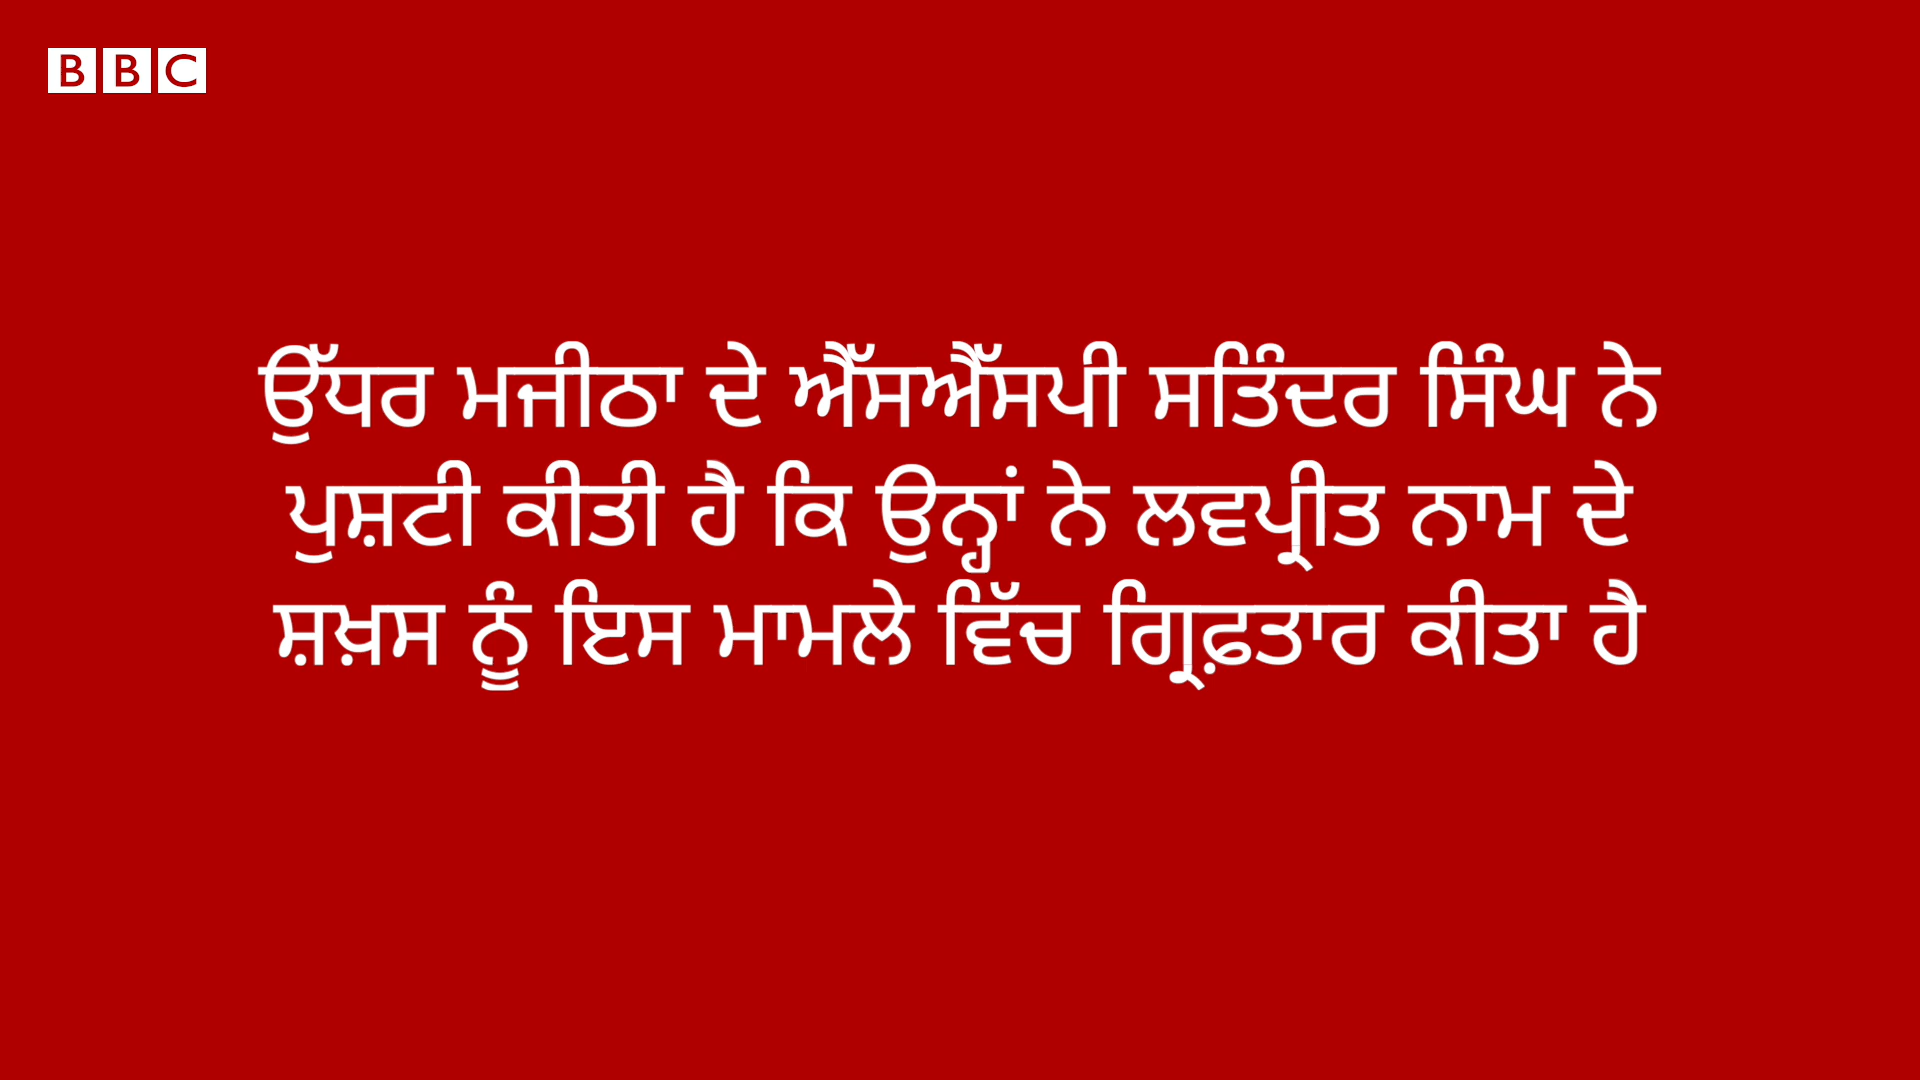 BBC
ਉੱਧਰ ਮਜੀਠਾ ਦੇ ਐੱਸਐੱਸਪੀ ਸਤਿੰਦਰ ਸਿੰਘ ਨੇ
ਪੁਸ਼ਟੀ ਕੀਤੀ ਹੈ ਕਿ ਉਨ੍ਹਾਂ ਨੇ ਲਵਪ੍ਰੀਤ ਨਾਮ ਦੇ
ਸ਼ਖ਼ਸ ਨੂੰ ਇਸ ਮਾਮਲੇ ਵਿੱਚ ਗ੍ਰਿਫ਼ਤਾਰ ਕੀਤਾ ਹੈ